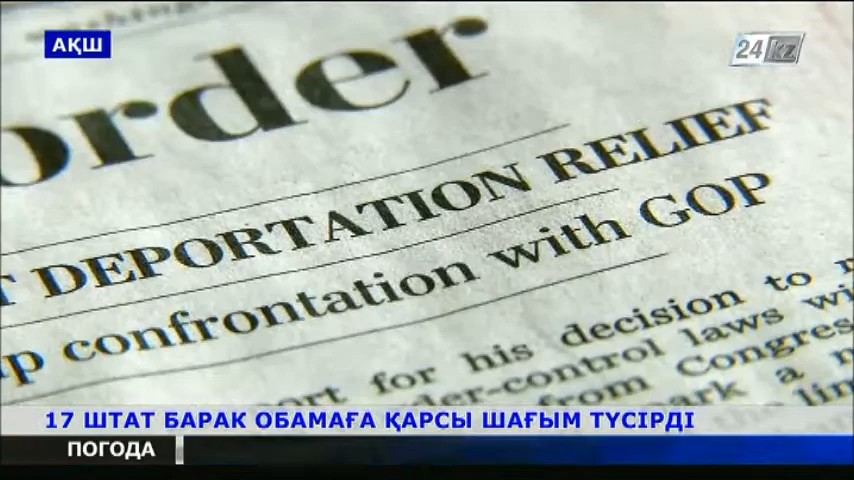 АҚШ
24kz
order
DEPORTATION RELIEF
up confrontation with GOP
for his decision to
laws
from Congress
17 ШТАТ БАРАК ОБАМАҒА ҚАРСЫ ШАҒЫМ ТҮСІРДІ
ПОГОДА